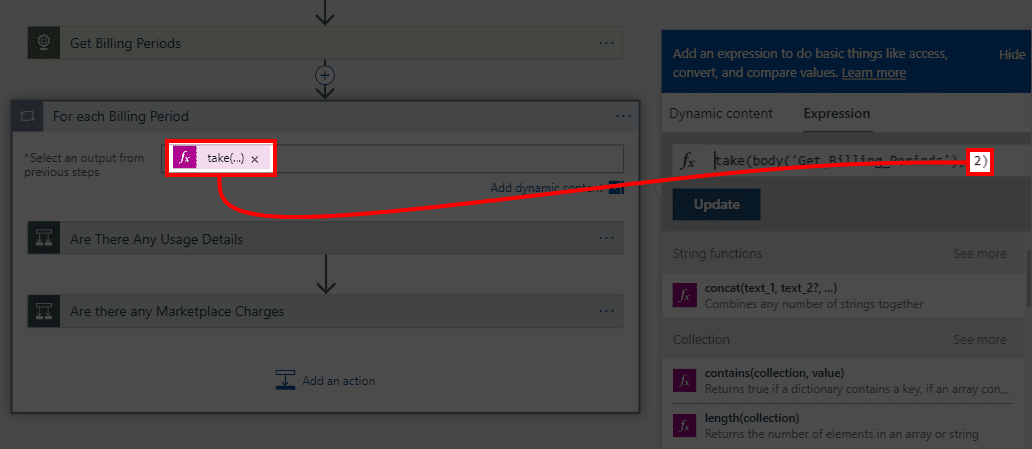 Get Billing Periods
For each Billing Period
*Select an output from
previous steps
take(...) ×
Add dynamic content
Are There Any Usage Details
Are there any Marketplace Charges
Add an action
Add an expression to do basic things like access,
convert, and compare values. Learn more
Hide
Dynamic content
Expression
fx take(body('Get_Billing_Periods'), 2)
Update
String functions
See more
fx concat(text_1, text_2?, ...)
Combines any number of strings together
Collection
See more
fx contains(collection, value)
Returns true if a dictionary contains a key, if an array con...
fx length(collection)
Returns the number of elements in an array or string